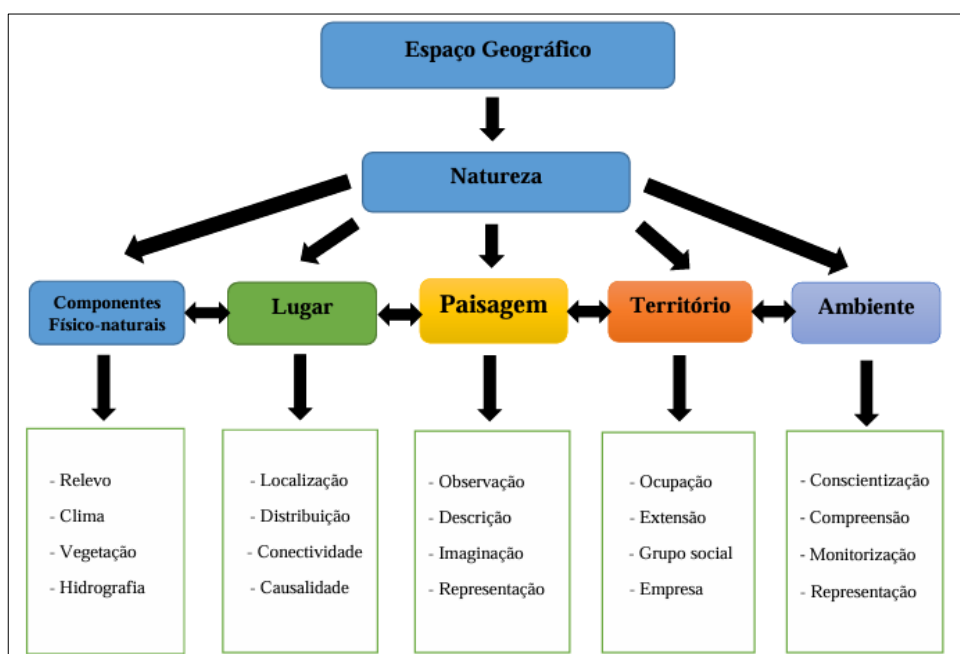 Espaço Geográfico
Natureza
Componentes
Físico-naturais
Lugar
Paisagem
Território
Ambiente
- Relevo
- Clima
- Vegetação
- Hidrografia
- Localização
- Distribuição
- Conectividade
- Causalidade
- Observação
- Descrição
- Imaginação
- Representação
- Ocupação
- Extensão
- Grupo social
- Empresa
- Conscientização
- Compreensão
- Monitorização
- Representação